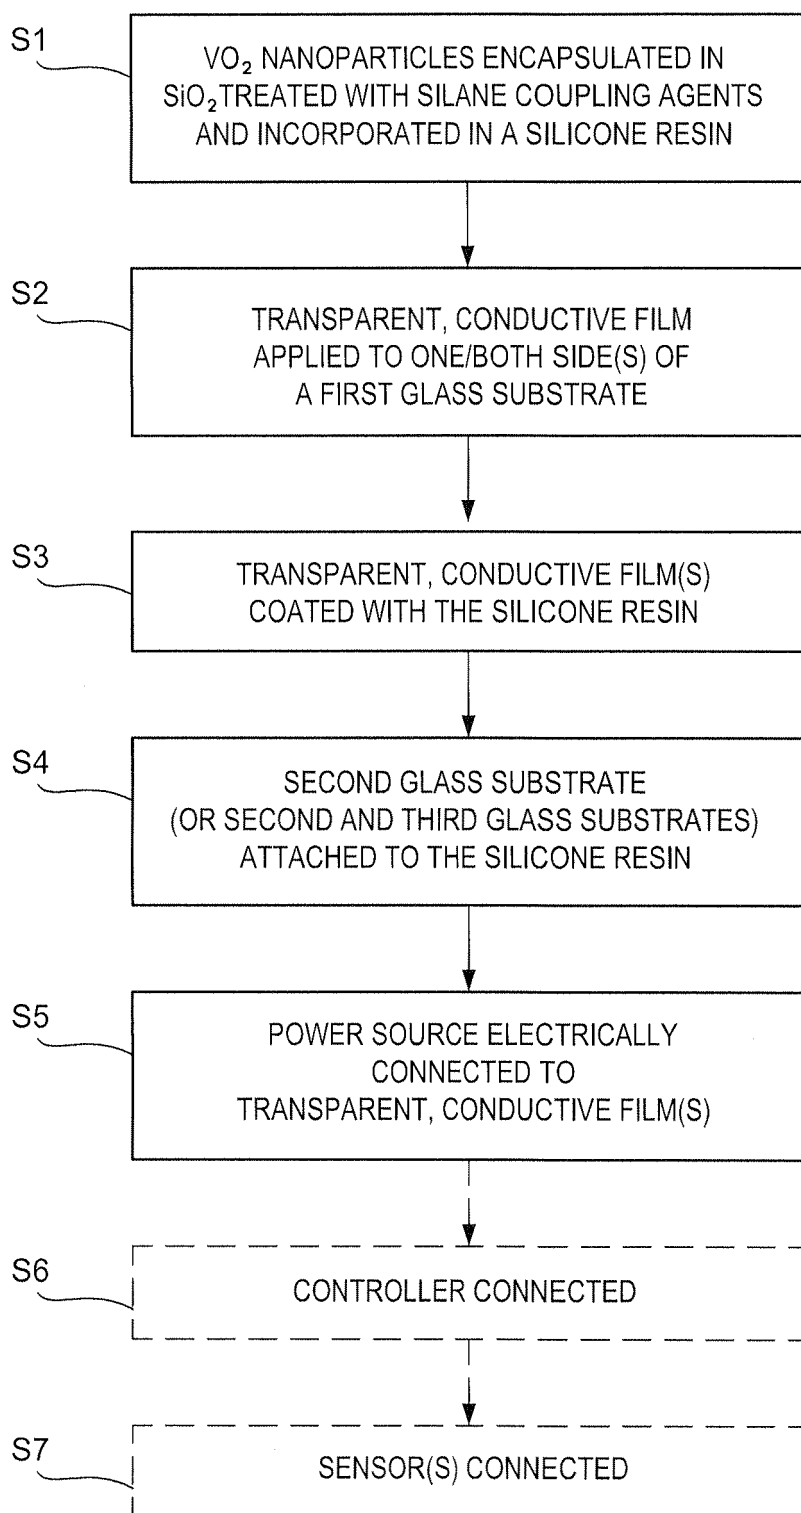 S1
VO₂ NANOPARTICLES ENCAPSULATED IN
SiO₂TREATED WITH SILANE COUPLING AGENTS
AND INCORPORATED IN A SILICONE RESIN
S2
TRANSPARENT, CONDUCTIVE FILM
APPLIED TO ONE/BOTH SIDE(S) OF
A FIRST GLASS SUBSTRATE
S3
TRANSPARENT, CONDUCTIVE FILM(S)
COATED WITH THE SILICONE RESIN
S4
SECOND GLASS SUBSTRATE
(OR SECOND AND THIRD GLASS SUBSTRATES)
ATTACHED TO THE SILICONE RESIN
S5
POWER SOURCE ELECTRICALLY
CONNECTED TO
TRANSPARENT, CONDUCTIVE FILM(S)
S6
CONTROLLER CONNECTED
S7
SENSOR(S) CONNECTED